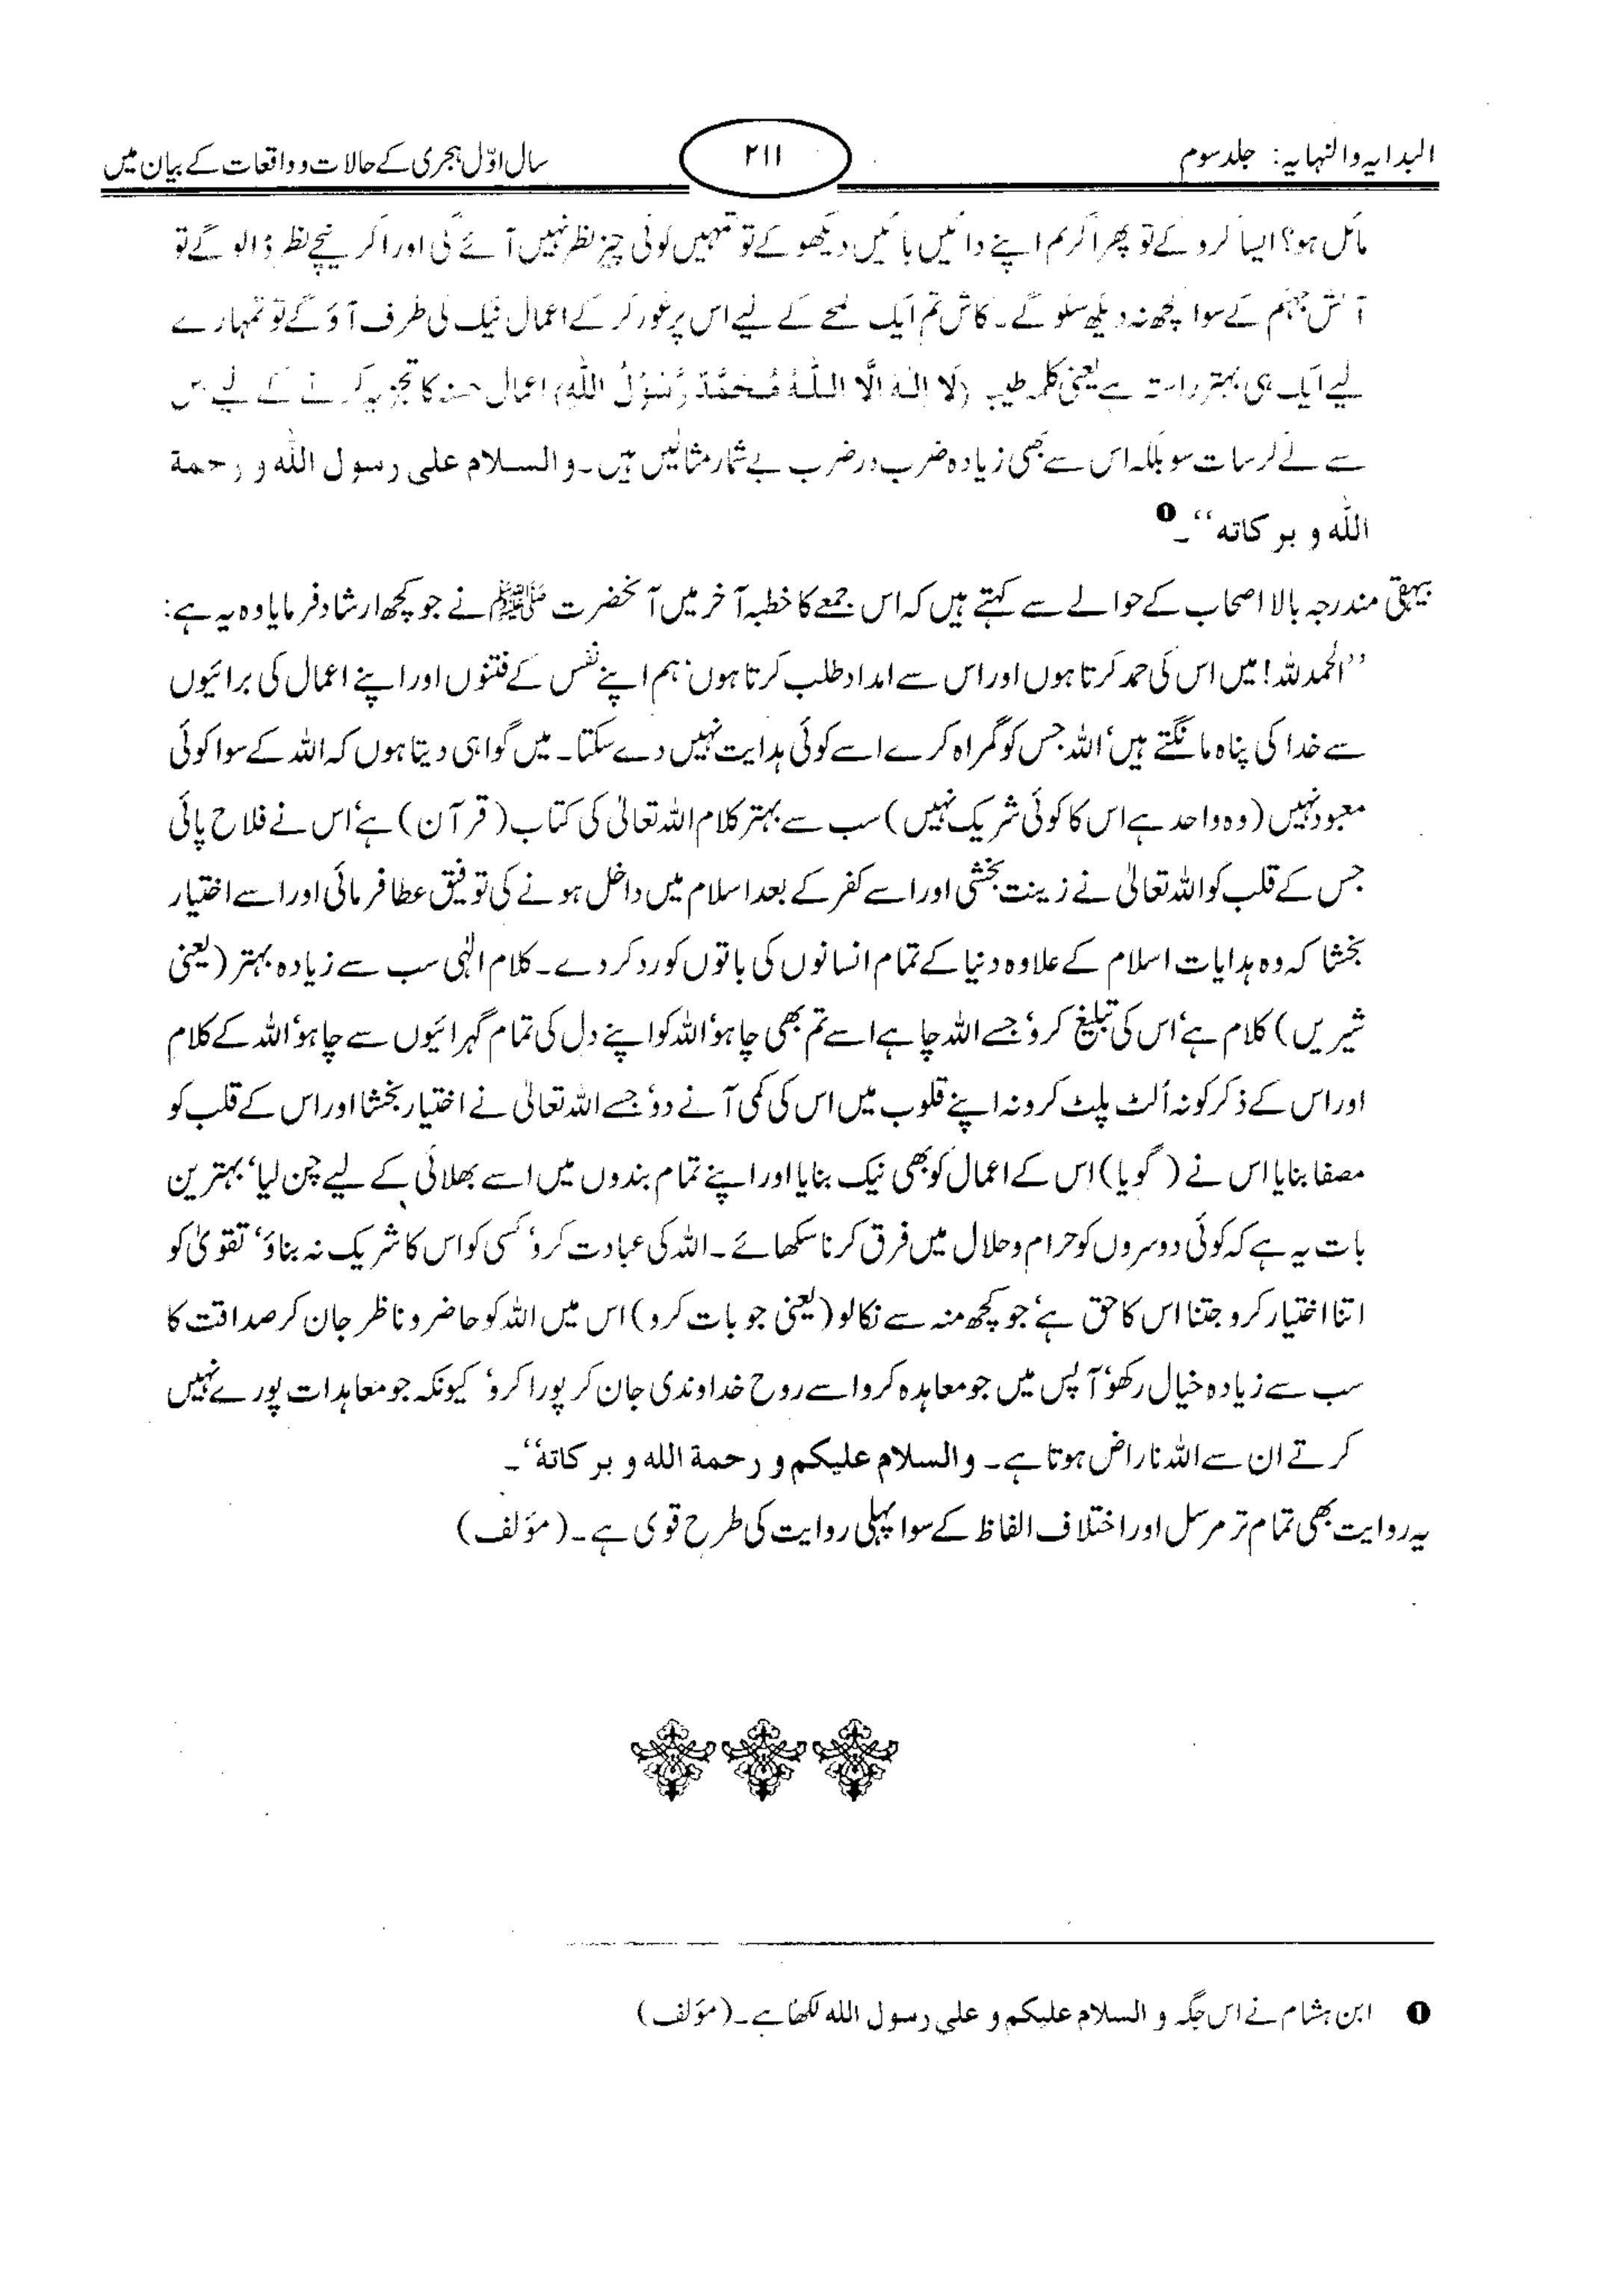 البدایہ والنہایہ: جلد سوم
۲۱۱
سال اوّل ہجری کے حالات و واقعات کے بیان میں
مائل ہو؟ ایسا کرو گے تو پھر اگر تم اپنے دائیں بائیں دیکھو گے تو تمہیں کوئی چیز نظر نہیں آئے گی اور اگر نیچے نظر ڈالو گے تو
آتش جہنم کے سوا کچھ نہ دیکھ سکو گے۔ کاش تم ایک لمحے کے لیے اس پر غور کر کے اعمال نیک کی طرف آؤ گے تو تمہارے
لیے ایک ہی بہتر راستہ ہے یعنی کلمہ طیب (لَا اِلٰهَ اِلَّا اللّٰهُ مُحَمَّدٌ رَّسُوْلُ اللّٰهِ) اعمال حسنہ کا تجزیہ کرنے کے لیے
سے لے کر سات سو بلکہ اس سے بھی زیادہ ضرب در ضرب بے شمار مثالیں ہیں۔ والسلام علی رسول اللّٰه و رحمة
اللّٰه و برکاته‘‘۔ ❶
بیہقی مندرجہ بالا اصحاب کے حوالے سے کہتے ہیں کہ اس جمعے کا خطبہ آخر میں آنحضرت ﷺ نے جو کچھ ارشاد فرمایا وہ یہ ہے:
’’الحمد للہ! میں اس کی حمد کرتا ہوں اور اس سے امداد طلب کرتا ہوں‘ ہم اپنے نفس کے فتنوں اور اپنے اعمال کی برائیوں
سے خدا کی پناہ مانگتے ہیں‘ اللہ جس کو گمراہ کرے اسے کوئی ہدایت نہیں دے سکتا۔ میں گواہی دیتا ہوں کہ اللہ کے سوا کوئی
معبود نہیں (وہ واحد ہے اس کا کوئی شریک نہیں) سب سے بہتر کلام اللہ تعالیٰ کی کتاب (قرآن) ہے‘ اس نے فلاح پائی
جس کے قلب کو اللہ تعالیٰ نے زینت بخشی اور اسے کفر کے بعد اسلام میں داخل ہونے کی توفیق عطا فرمائی اور اسے اختیار
بخشا کہ وہ ہدایات اسلام کے علاوہ دنیا کے تمام انسانوں کی باتوں کو رد کر دے۔ کلام الٰہی سب سے زیادہ بہتر (یعنی
شیریں) کلام ہے‘ اس کی تبلیغ کرو‘ جسے اللہ چاہے اسے تم بھی چاہو‘ اللہ کو اپنے دل کی تمام گہرائیوں سے چاہو‘ اللہ کے کلام
اور اس کے ذکر کو نہ اُلٹ پلٹ کرو نہ اپنے قلوب میں اس کی کمی آنے دو‘ جسے اللہ تعالیٰ نے اختیار بخشا اور اس کے قلب کو
مصفا بنایا اس نے (گویا) اس کے اعمال کو بھی نیک بنایا اور اپنے تمام بندوں میں اسے بھلائی کے لیے چن لیا‘ بہترین
بات یہ ہے کہ کوئی دوسروں کو حرام و حلال میں فرق کرنا سکھائے۔ اللہ کی عبادت کرو‘ کسی کو اس کا شریک نہ بناؤ‘ تقویٰ کو
اتنا اختیار کرو جتنا اس کا حق ہے‘ جو کچھ منہ سے نکالو (یعنی جو بات کرو) اس میں اللہ کو حاضر و ناظر جان کر صداقت کا
سب سے زیادہ خیال رکھو‘ آپس میں جو معاہدہ کرو اسے روح خداوندی جان کر پورا کرو‘ کیونکہ جو معاہدات پورے نہیں
کرتے ان سے اللہ ناراض ہوتا ہے۔ والسلام علیکم و رحمة الله و برکاته‘‘۔
یہ روایت بھی تمام تر مرسل اور اختلاف الفاظ کے سوا پہلی روایت کی طرح قوی ہے۔ (مؤلف)
❶ ابن ہشام نے اس جگہ و السلام علیکم و علی رسول الله لکھا ہے۔ (مؤلف)